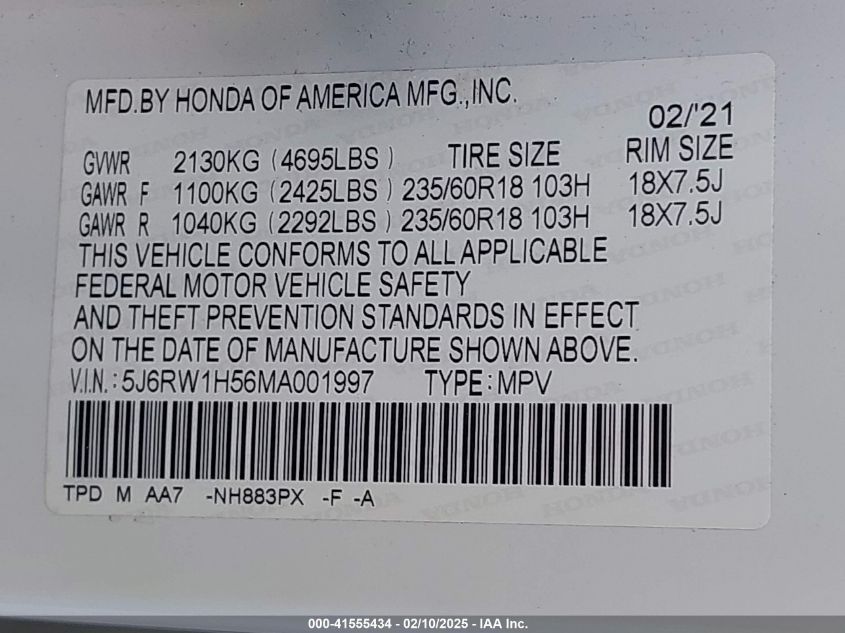 MFD.BY HONDA OF AMERICA MFG.,INC.
02/'21
GVWR 2130KG (4695LBS) TIRE SIZE RIM SIZE
GAWR F 1100KG (2425LBS) 235/60R18 103H 18X7.5J
GAWR R 1040KG (2292LBS) 235/60R18 103H 18X7.5J
THIS VEHICLE CONFORMS TO ALL APPLICABLE
FEDERAL MOTOR VEHICLE SAFETY
AND THEFT PREVENTION STANDARDS IN EFFECT
ON THE DATE OF MANUFACTURE SHOWN ABOVE.
V.I.N.: 5J6RW1H56MA001997 TYPE: MPV
TPD M AA7 -NH883PX -F -A
000-41555434 - 02/10/2025 - IAA Inc.